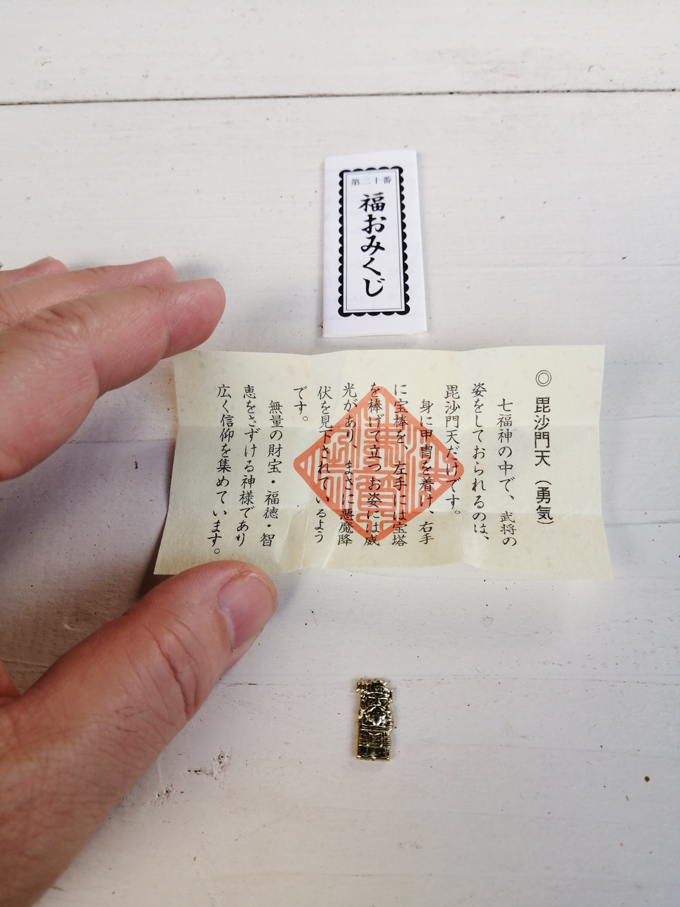 第二十番
福おみくじ
◎ 毘沙門天(勇気)
七福神の中で、武将の
姿をしておられるのは、
毘沙門天だけです。
身に甲冑を着け、右手
に宝棒を、左手には宝塔
を捧げて立つお姿には威
光があり、まさに悪魔降
伏を見下されているよう
です。
無量の財宝・福徳・智
恵をさずける神様であり
広く信仰を集めています。